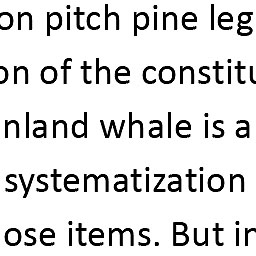 on pitch pine leg
on of the constitu
nland whale is a
systematization
ose items. But in